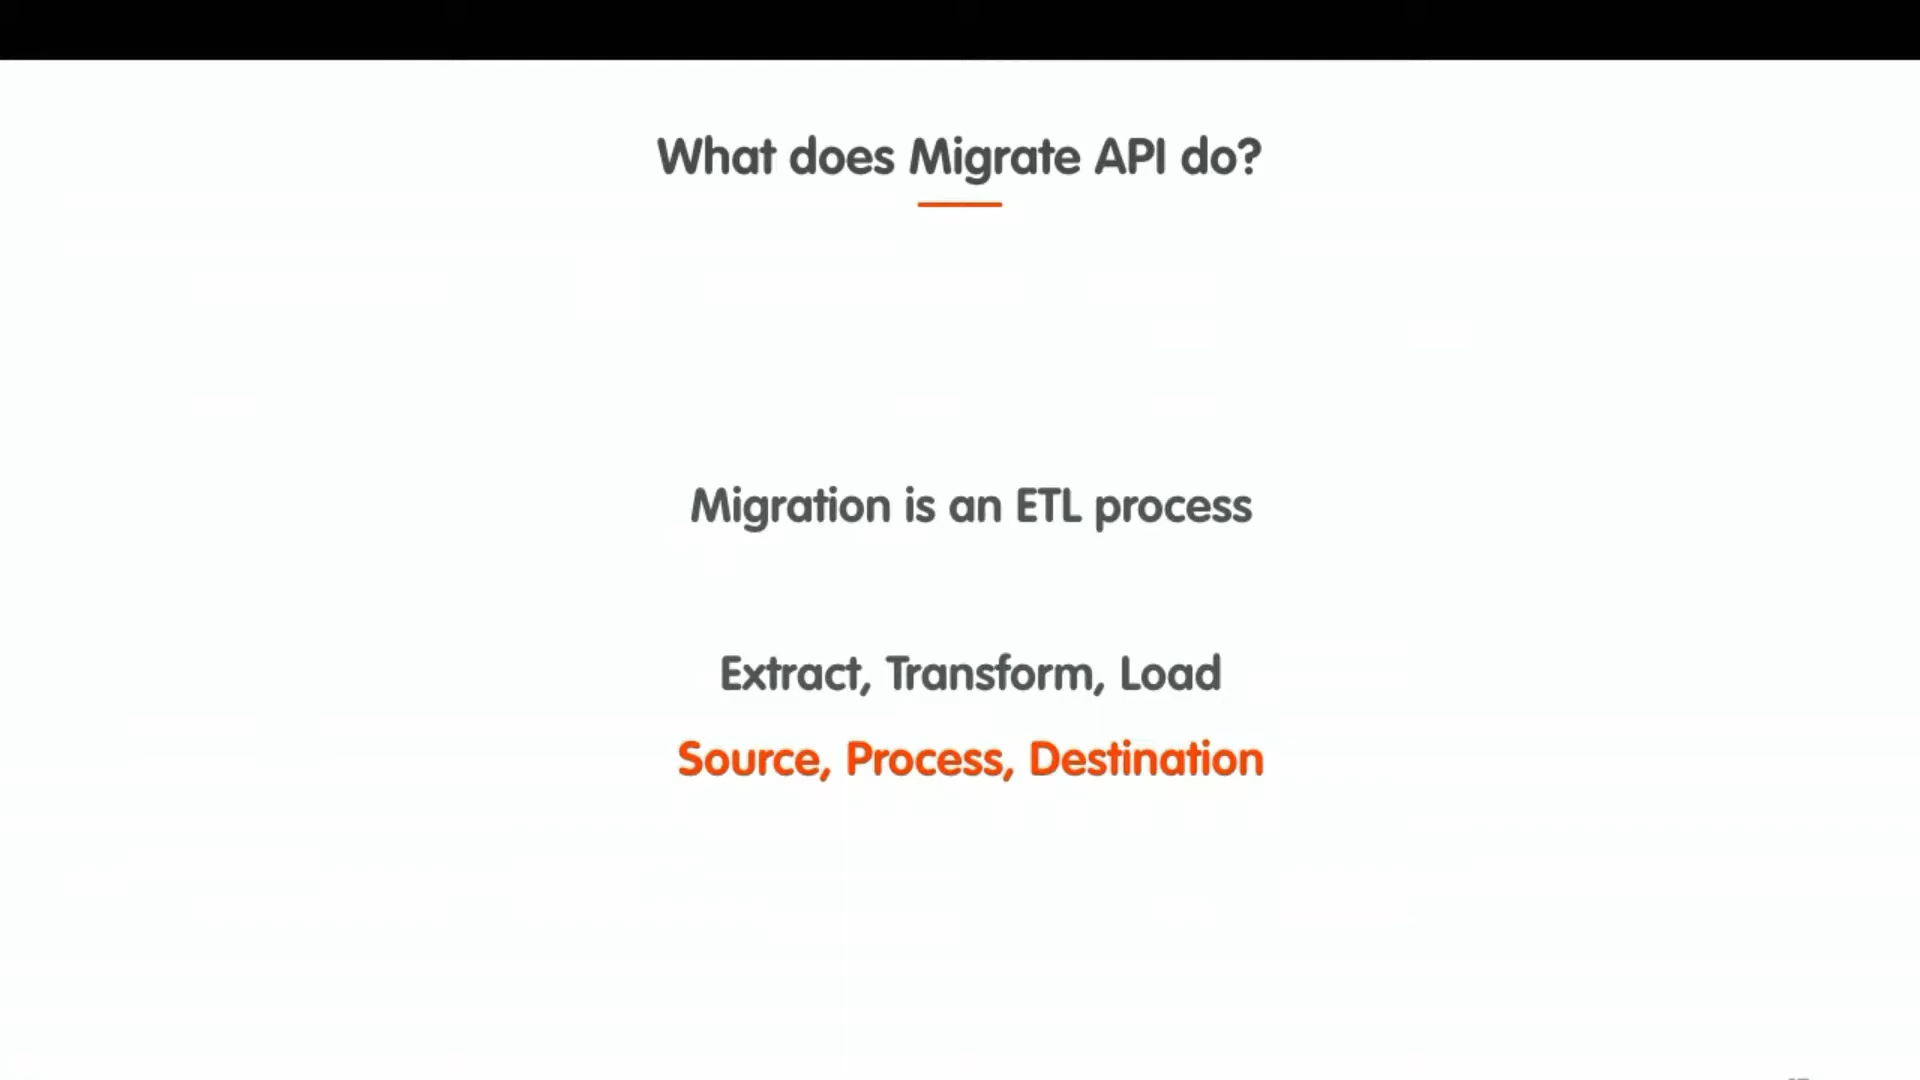 What does Migrate API do?
Migration is an ETL process
Extract, Transform, Load
Source, Process, Destination